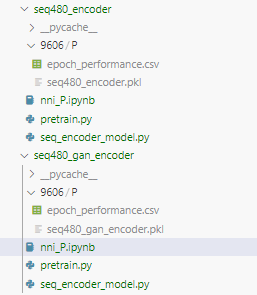 seq480_encoder
__pycache__
9606 / P
epoch_performance.csv
seq480_encoder.pkl
nni_P.ipynb
pretrain.py
seq_encoder_model.py
seq480_gan_encoder
__pycache__
9606 / P
epoch_performance.csv
seq480_gan_encoder.pkl
nni_P.ipynb
pretrain.py
seq_encoder_model.py